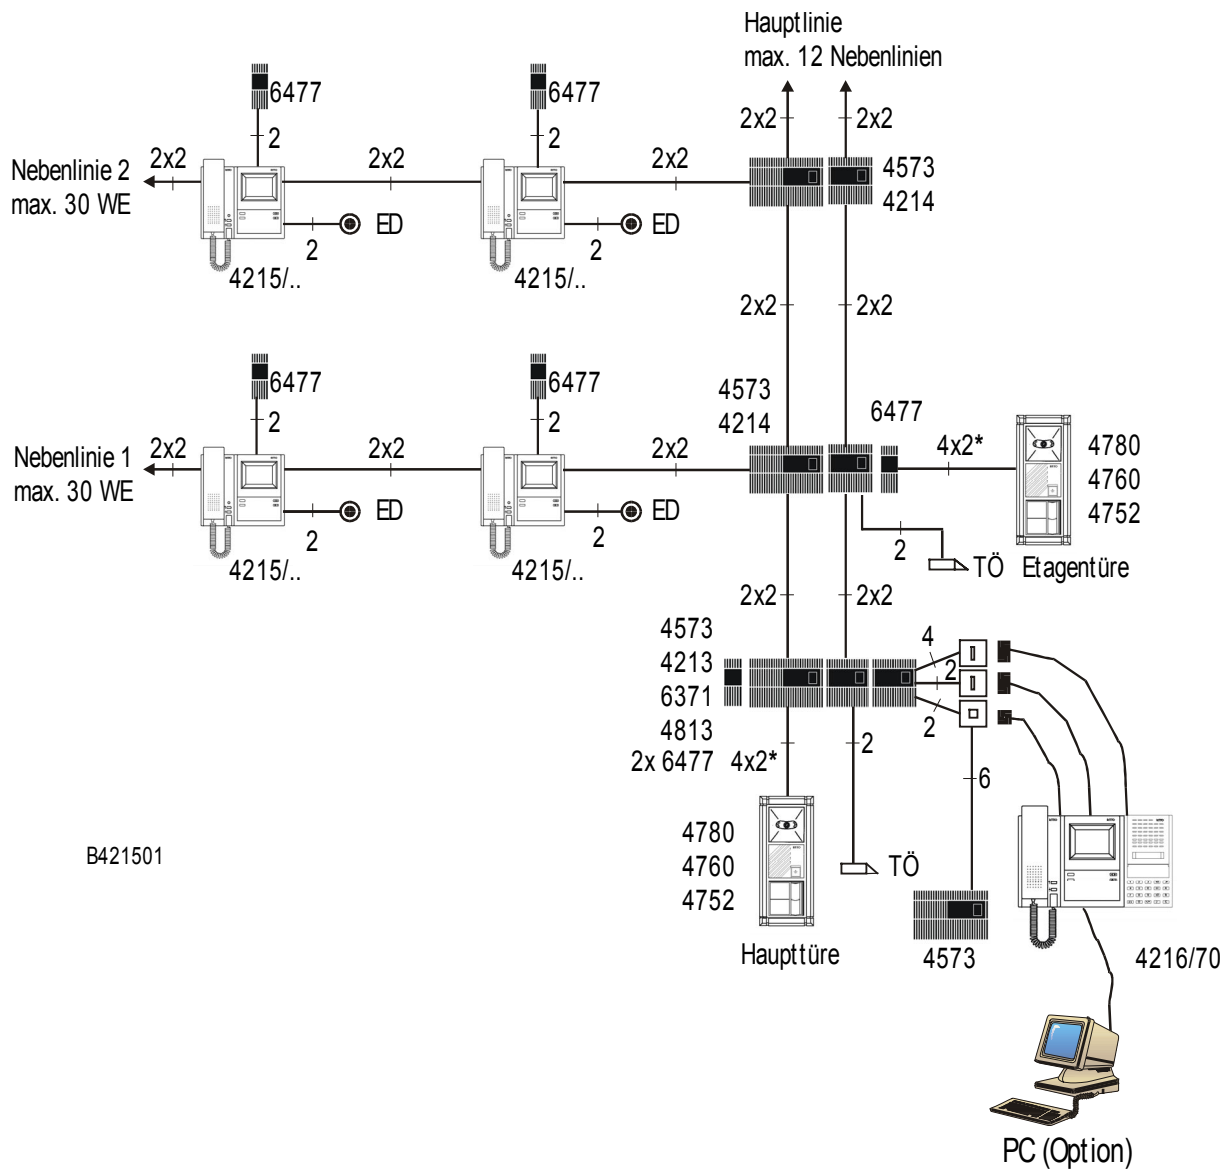 Hauptlinie
max. 12 Nebenlinien
6477
6477
2x2
2x2
2
2
Nebenlinie 2
max. 30 WE
2x2
2x2
2x2
4573
4214
2
ED
2
ED
4215/..
4215/..
2x2
2x2
6477
6477
4573
4214
6477
2
2
Nebenlinie 1
max. 30 WE
2x2
2x2
2x2
4x2*
4780
4760
4752
2
ED
2
ED
2
TÖ
Etagentüre
4215/..
4215/..
2x2
2x2
4573
4213
6371
4813
2x 6477
4x2*
2
4
2
2
6
4780
4760
4752
TÖ
B421501
Haupttüre
4573
4216/70
PC (Option)